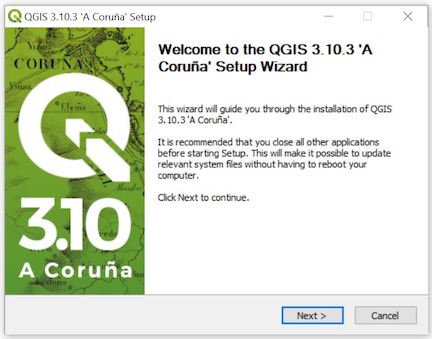 QGIS 3.10.3 'A Coruña' Setup
Welcome to the QGIS 3.10.3 'A
Coruña' Setup Wizard
This wizard will guide you through the installation of QGIS
3.10.3 'A Coruña'.
It is recommended that you close all other applications
before starting Setup. This will make it possible to update
relevant system files without having to reboot your
computer.
Click Next to continue.
CORUNA
3.10
A Coruña
Next >
Cancel